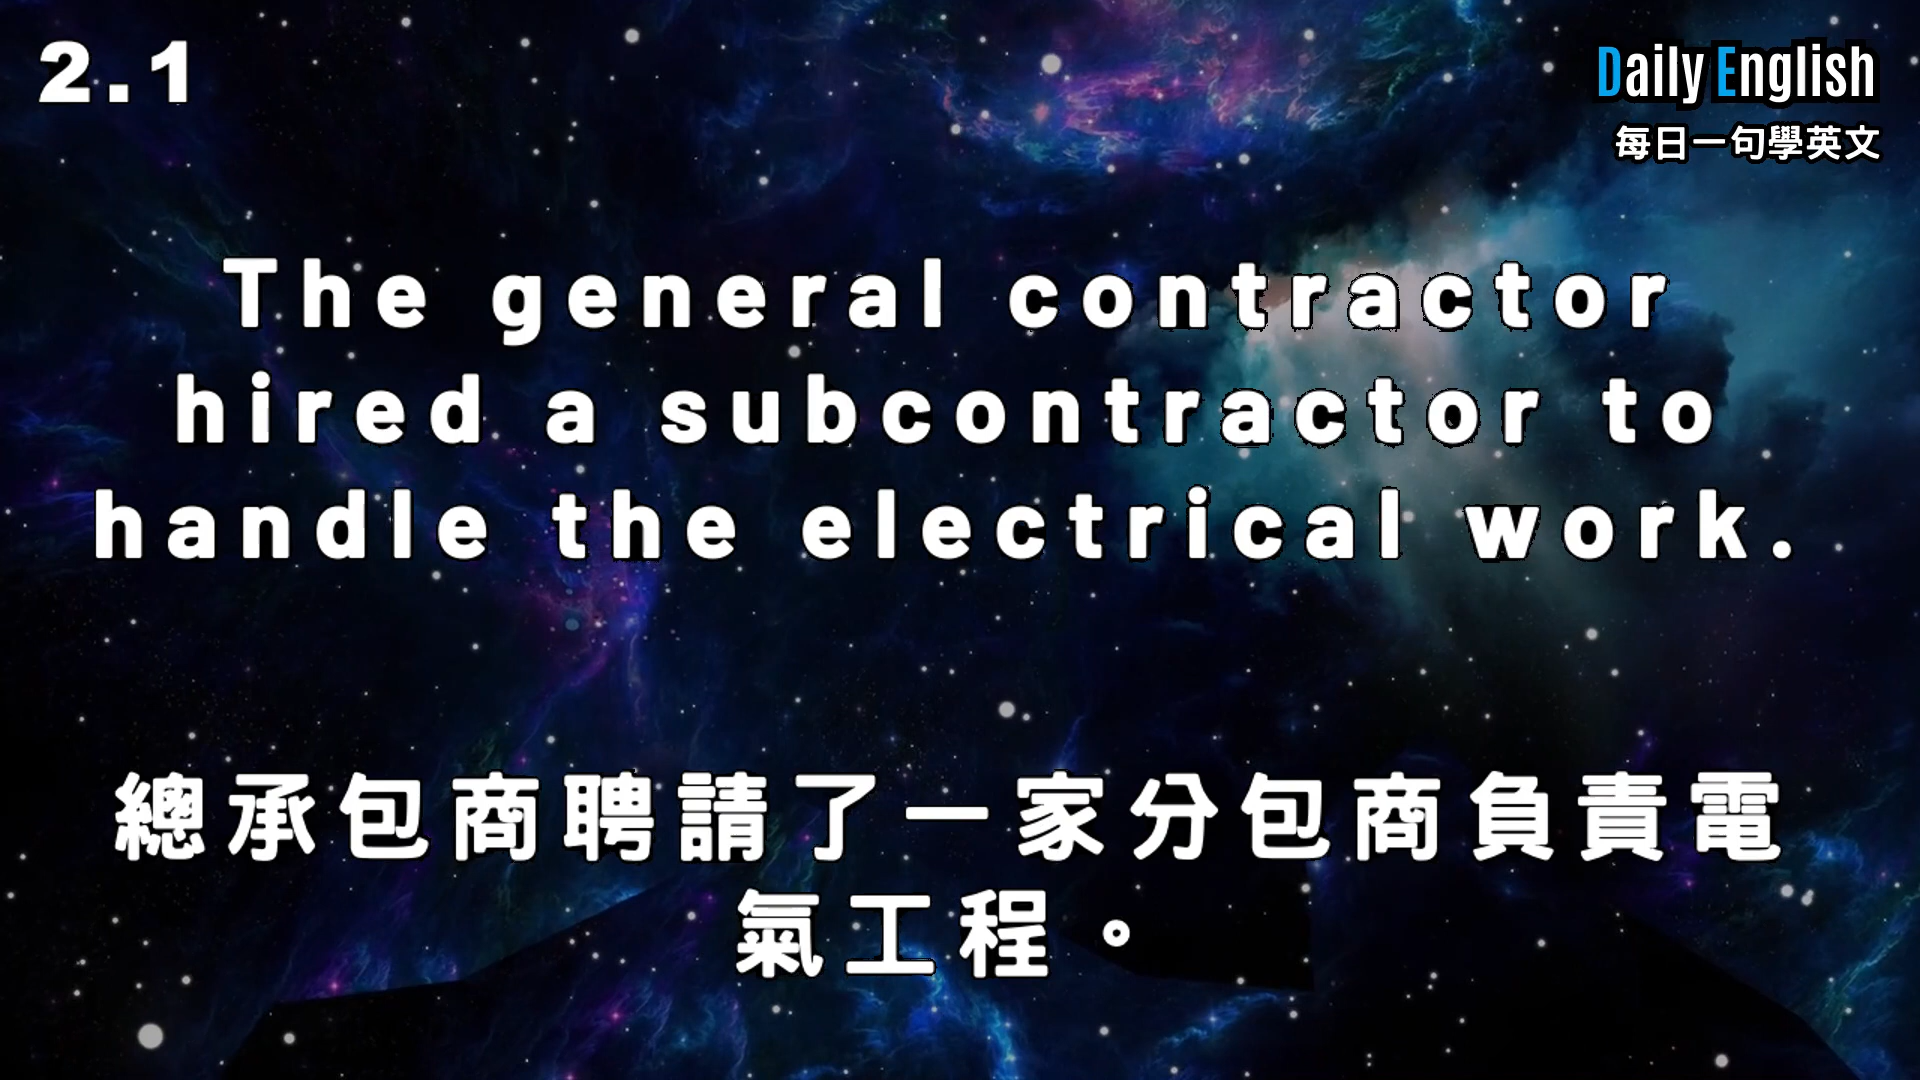 2.1
Daily English
每日一句學英文
The general contractor
hired a subcontractor to
handle the electrical work.
總承包商聘請了一家分包商負責電
氣工程。